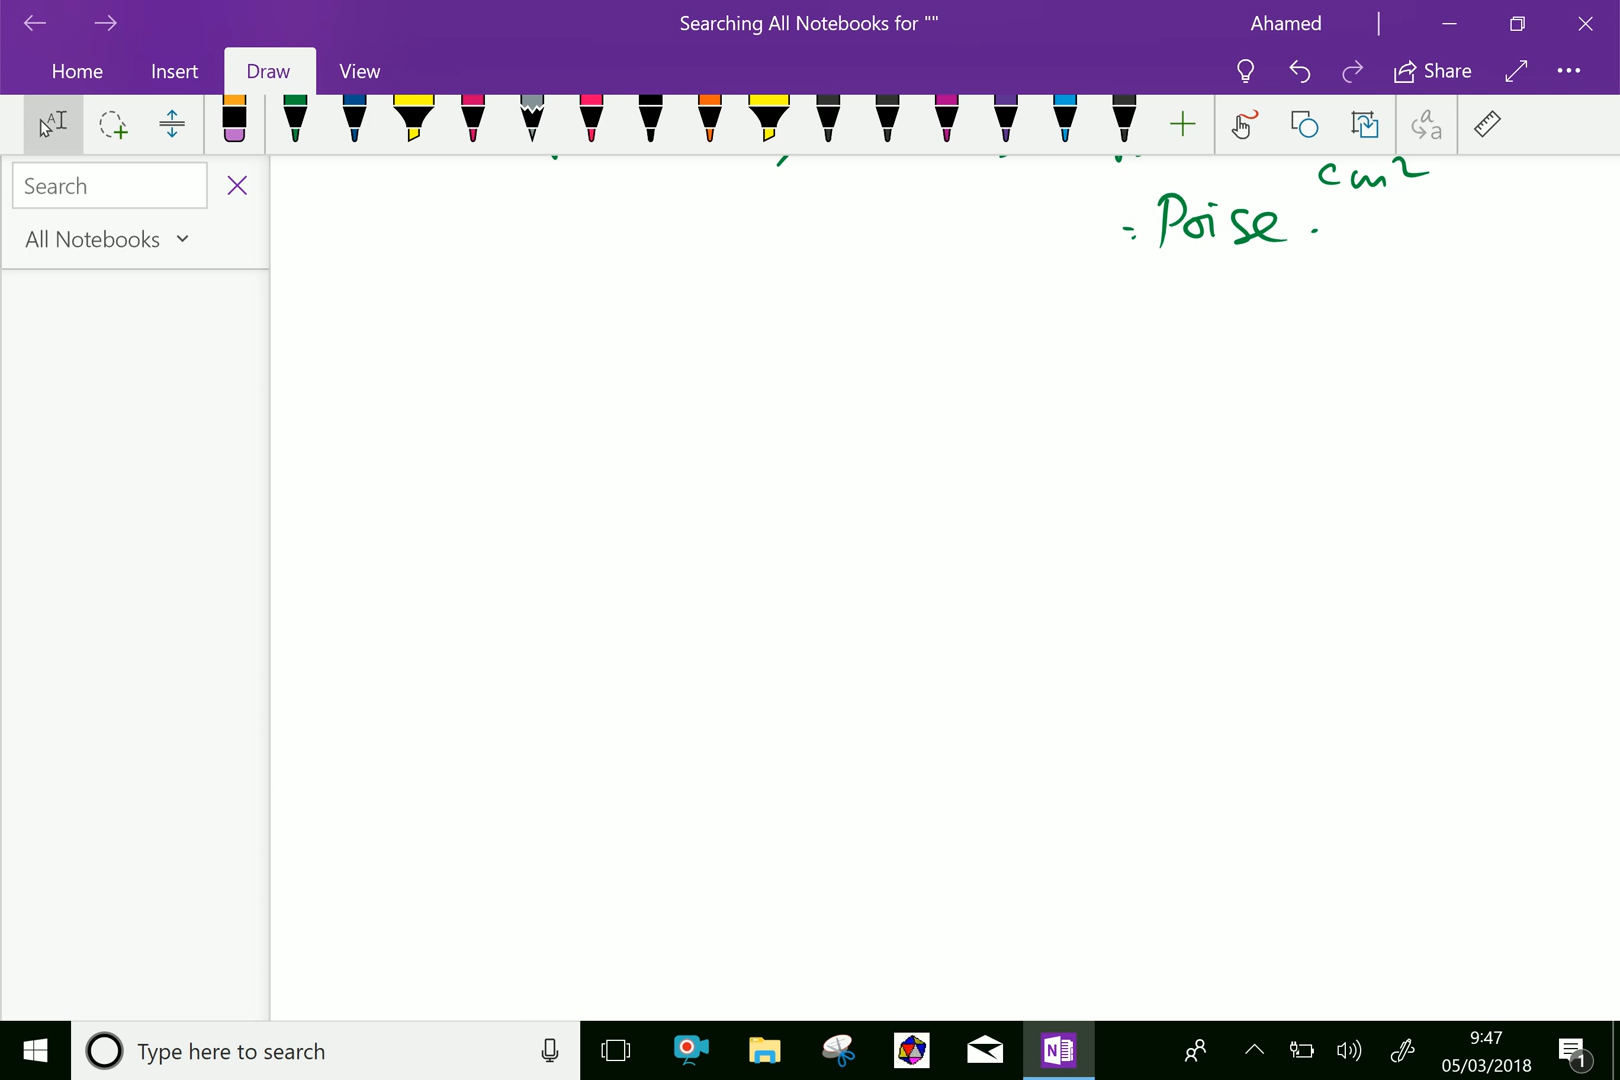 Searching All Notebooks for ""
Ahamed
Home
Insert
Draw
View
Share
Search
All Notebooks
cm²
= Poise .
Type here to search
9:47
05/03/2018
1